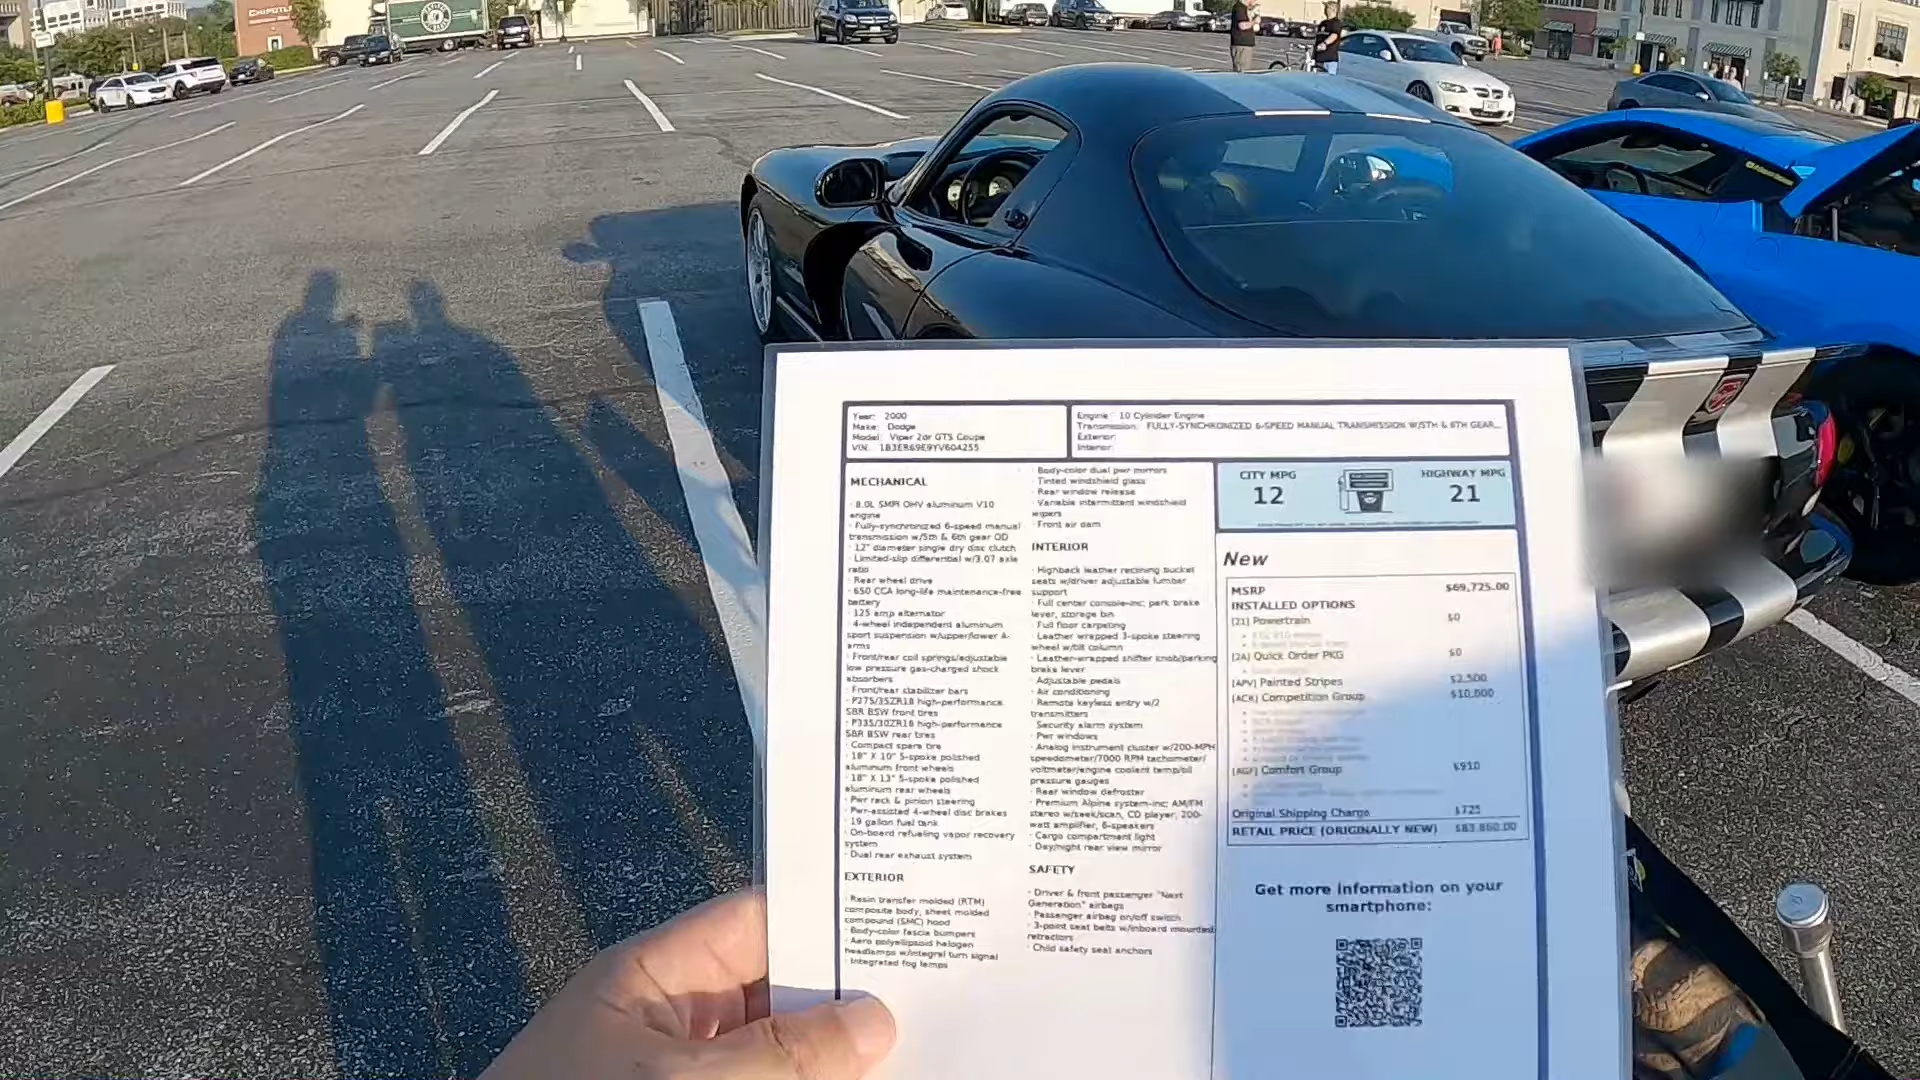 CHIPOTLE
Year: 2000
Make: Dodge
Model: Viper 2dr GTS Coupe
VIN: 1B3ER69E9YV604255
Engine: 10 Cylinder Engine
Transmission: FULLY-SYNCHRONIZED 6-SPEED MANUAL TRANSMISSION W/5TH & 6TH GEAR...
Exterior:
Interior:
MECHANICAL
· 8.0L SMPI OHV aluminum V10
engine
· Fully-synchronized 6-speed manual
transmission w/5th & 6th gear OD
· 12" diameter single dry disc clutch
· Limited-slip differential w/3.07 axle
ratio
· Rear wheel drive
· 650 CCA long-life maintenance-free
battery
· 125 amp alternator
· 4-wheel independent aluminum
sport suspension w/upper/lower A-
arms
· Front/rear coil springs/adjustable
low pressure gas-charged shock
absorbers
· Front/rear stabilizer bars
· P275/35ZR18 high-performance
SBR BSW front tires
· P335/30ZR18 high-performance
SBR BSW rear tires
· Compact spare tire
· 18" X 10" 5-spoke polished
aluminum front wheels
· 18" X 13" 5-spoke polished
aluminum rear wheels
· Pwr rack & pinion steering
· Pwr-assisted 4-wheel disc brakes
· 19 gallon fuel tank
· On-board refueling vapor recovery
system
· Dual rear exhaust system
EXTERIOR
· Resin transfer molded (RTM)
composite body, sheet molded
compound (SMC) hood
· Body-color fascia bumpers
· Aero polyellipsoid halogen
headlamps w/integral turn signal
· Integrated fog lamps
· Body-color dual pwr mirrors
· Tinted windshield glass
· Rear window release
· Variable intermittent windshield
wipers
· Front air dam
INTERIOR
· Highback leather reclining bucket
seats w/driver adjustable lumbar
support
· Full center console-inc: park brake
lever, storage bin
· Full floor carpeting
· Leather wrapped 3-spoke steering
wheel w/tilt column
· Leather-wrapped shifter knob/parking
brake lever
· Adjustable pedals
· Air conditioning
· Remote keyless entry w/2
transmitters
· Security alarm system
· Pwr windows
· Analog instrument cluster w/200-MPH
speedometer/7000 RPM tachometer/
voltmeter/engine coolant temp/oil
pressure gauges
· Rear window defroster
· Premium Alpine system-inc: AM/FM
stereo w/seek/scan, CD player, 200-
watt amplifier, 6-speakers
· Cargo compartment light
· Day/night rear view mirror
SAFETY
· Driver & front passenger "Next
Generation" airbags
· Passenger airbag on/off switch
· 3-point seat belts w/inboard mounted
retractors
· Child safety seat anchors
CITY MPG
12
HIGHWAY MPG
21
New
MSRP $69,725.00
INSTALLED OPTIONS
[21] Powertrain $0
[2A] Quick Order PKG $0
[APV] Painted Stripes $2,500
[ACR] Competition Group $10,000
[AGF] Comfort Group $910
Original Shipping Charge $725
RETAIL PRICE (ORIGINALLY NEW) $83,860.00
Get more information on your
smartphone: